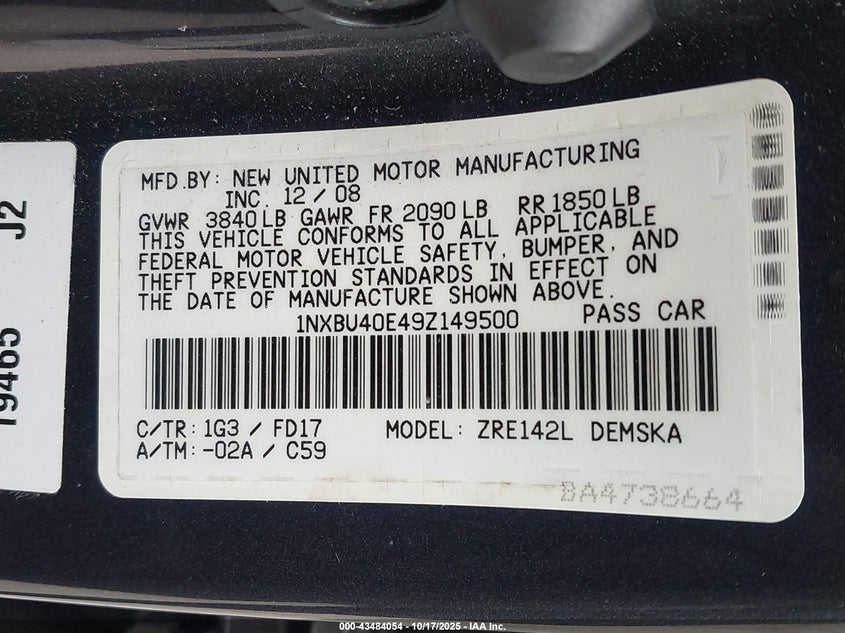 MFD.BY: NEW UNITED MOTOR MANUFACTURING
INC. 12 / 08
GVWR 3840 LB GAWR FR 2090 LB RR 1850 LB
THIS VEHICLE CONFORMS TO ALL APPLICABLE
FEDERAL MOTOR VEHICLE SAFETY, BUMPER, AND
THEFT PREVENTION STANDARDS IN EFFECT ON
THE DATE OF MANUFACTURE SHOWN ABOVE.
1NXBU40E49Z149500 PASS CAR
C/TR: 1G3 / FD17 MODEL: ZRE142L DEMSKA
A/TM: -02A / C59
BA4738664
19465 J2
000-43484054 - 10/17/2025 - IAA Inc.